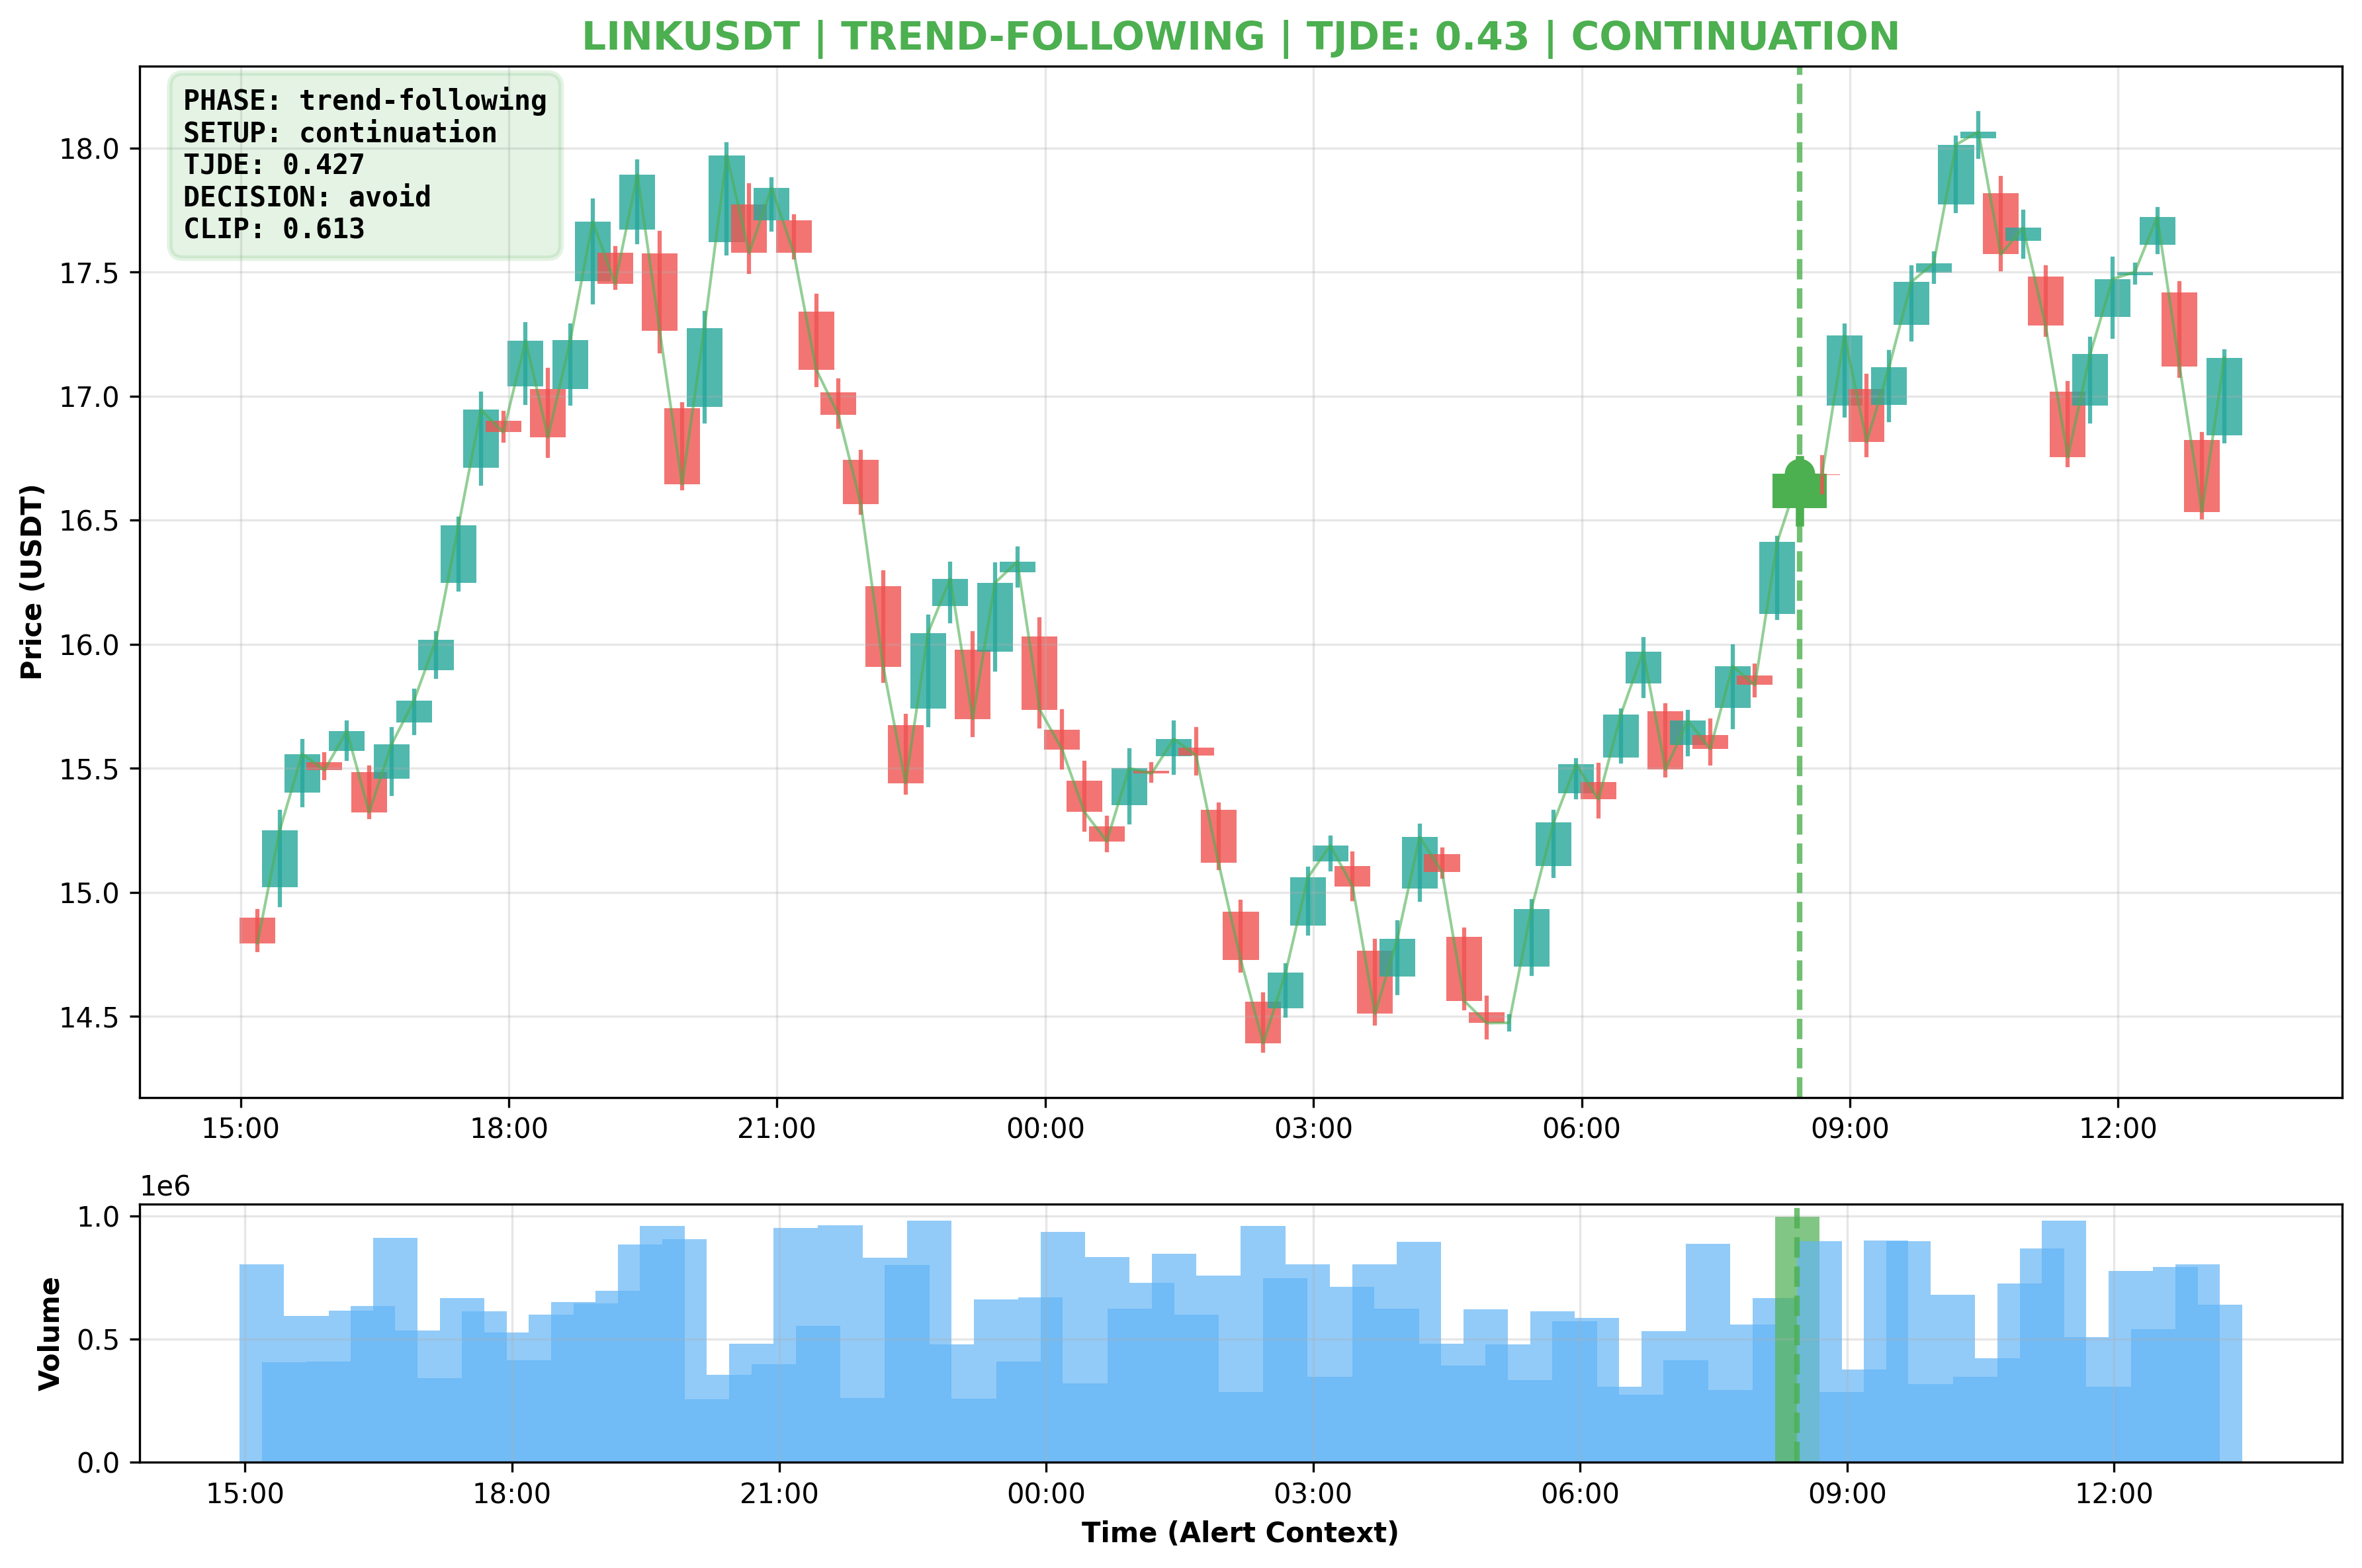 LINKUSDT | TREND-FOLLOWING | TJDE: 0.43 | CONTINUATION
PHASE: trend-following
SETUP: continuation
TJDE: 0.427
DECISION: avoid
CLIP: 0.613
Price (USDT)
18.0
17.5
17.0
16.5
16.0
15.5
15.0
14.5
15:00 18:00 21:00 00:00 03:00 06:00 09:00 12:00
1e6
Volume
1.0
0.5
0.0
15:00 18:00 21:00 00:00 03:00 06:00 09:00 12:00
Time (Alert Context)